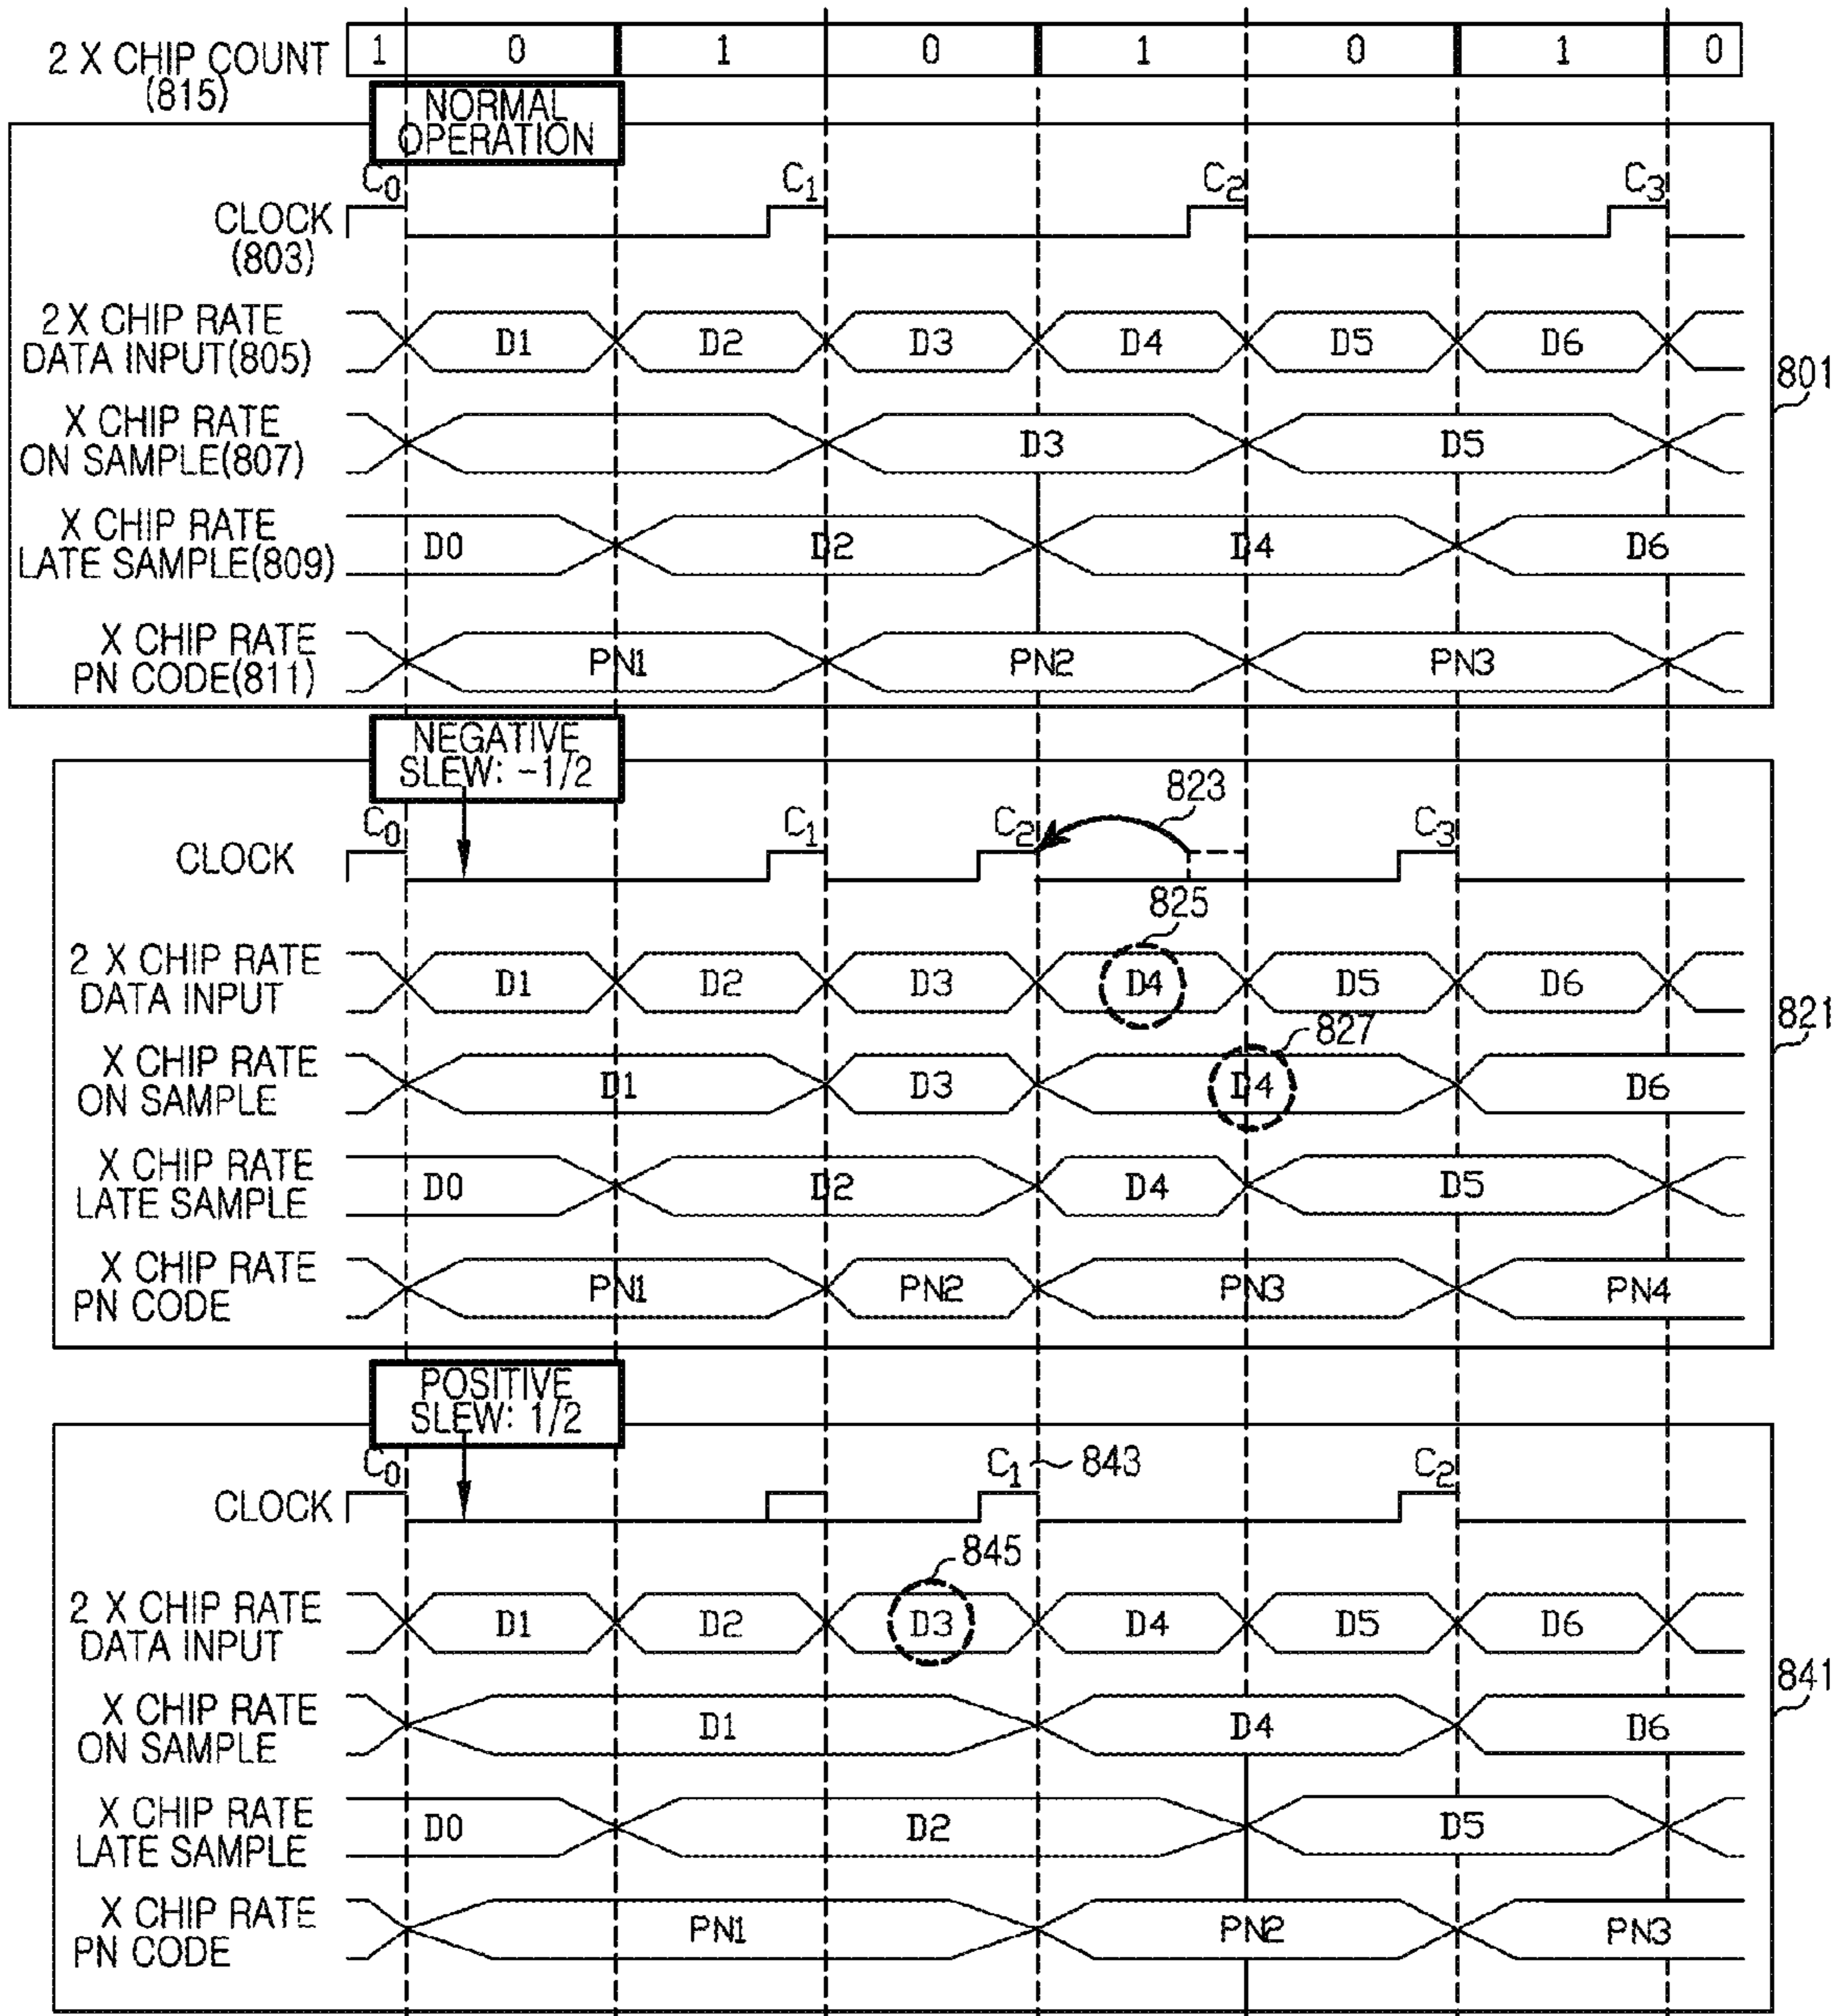 2 X CHIP COUNT
(815)
1 0 1 0 1 0 1 0
NORMAL
OPERATION
C0 C1 C2 C3
CLOCK
(803)
2 X CHIP RATE
DATA INPUT(805)
D1 D2 D3 D4 D5 D6
801
X CHIP RATE
ON SAMPLE(807)
D3 D5
X CHIP RATE
LATE SAMPLE(809)
D0 D2 D4 D6
X CHIP RATE
PN CODE(811)
PN1 PN2 PN3
NEGATIVE
SLEW: -1/2
823
C0 C1 C2 C3
CLOCK
825
2 X CHIP RATE
DATA INPUT
D1 D2 D3 D4 D5 D6
821
827
X CHIP RATE
ON SAMPLE
D1 D3 D4 D6
X CHIP RATE
LATE SAMPLE
D0 D2 D4 D5
X CHIP RATE
PN CODE
PN1 PN2 PN3 PN4
POSITIVE
SLEW: 1/2
C0 C1 843 C2
CLOCK
845
2 X CHIP RATE
DATA INPUT
D1 D2 D3 D4 D5 D6
841
X CHIP RATE
ON SAMPLE
D1 D4 D6
X CHIP RATE
LATE SAMPLE
D0 D2 D5
X CHIP RATE
PN CODE
PN1 PN2 PN3